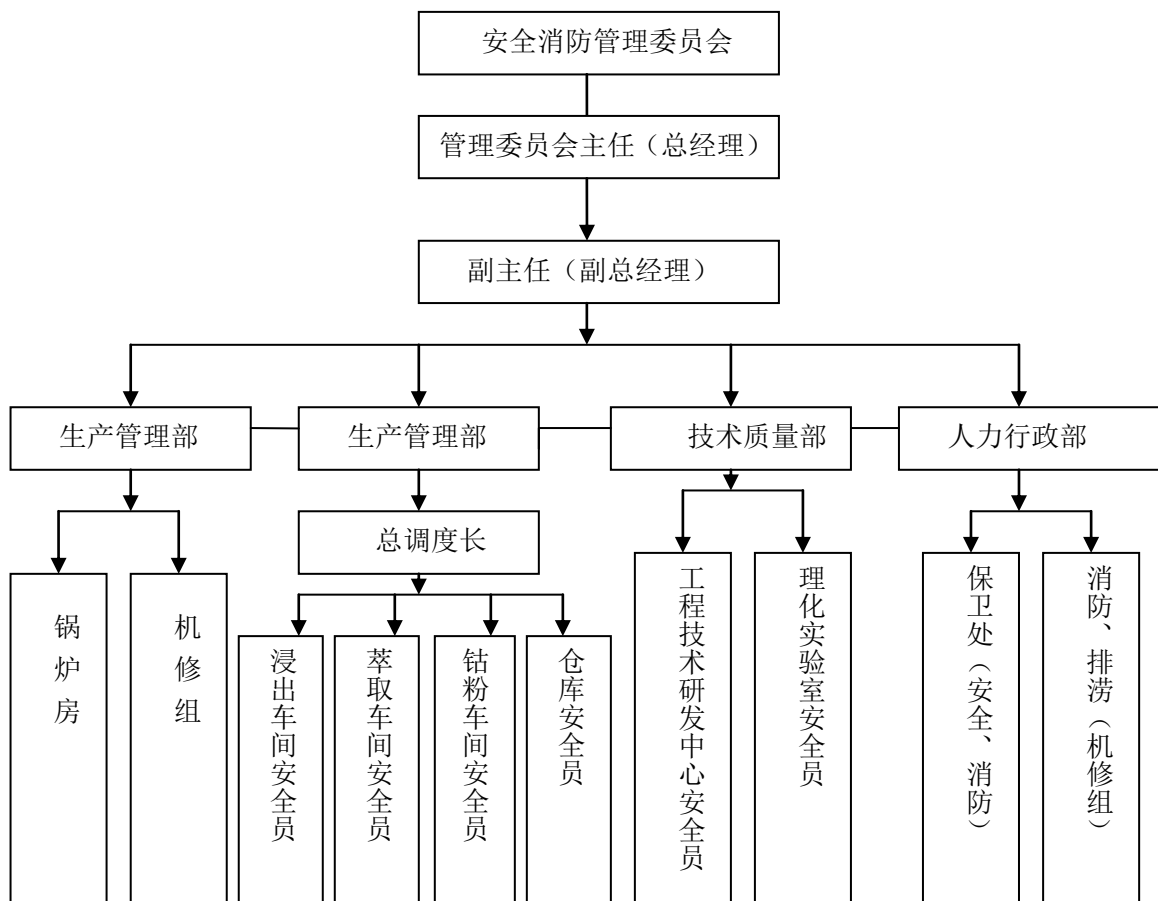 安全消防管理委员会
管理委员会主任（总经理）
副主任（副总经理）
生产管理部
生产管理部
技术质量部
人力行政部
总调度长
锅炉房
机修组
浸出车间安全员
萃取车间安全员
钴粉车间安全员
仓库安全员
工程技术研发中心安全员
理化实验室安全员
保卫处（安全、消防）
消防、排涝（机修组）